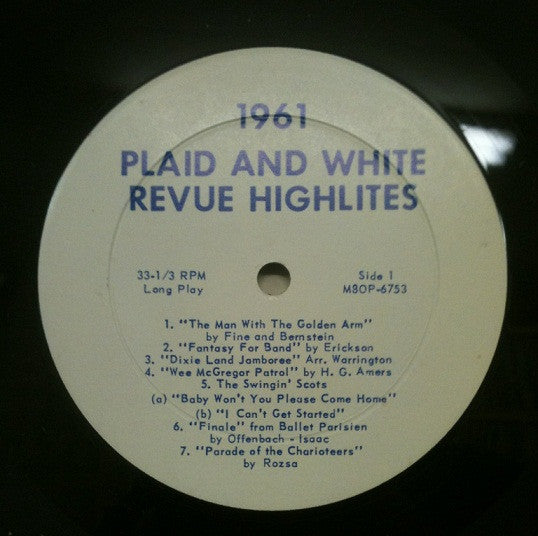 1961
PLAID AND WHITE
REVUE HIGHLITES
33-1/3 RPM
Long Play
Side 1
M8OP-6753
1. "The Man With The Golden Arm"
by Fine and Bernstein
2. "Fantasy For Band" by Erickson
3. "Dixie Land Jamboree" Arr. Warrington
4. "Wee McGregor Patrol" by H. G. Amers
5. The Swingin' Scots
(a) "Baby Won't You Please Come Home"
(b) "I Can't Get Started"
6. "Finale" from Ballet Parisien
by Offenbach - Isaac
7. "Parade of the Charioteers"
by Rozsa